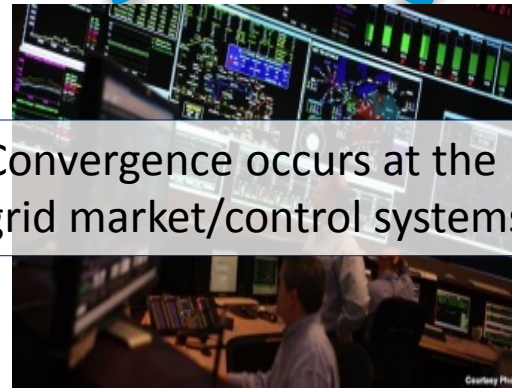 Convergence occurs at the
grid market/control systems
Courtesy Pho